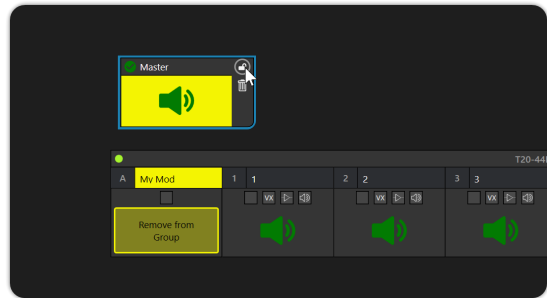 Master
T20-44
A My Mod 1 1 2 2 3 3
VX VX VX
Remove from
Group